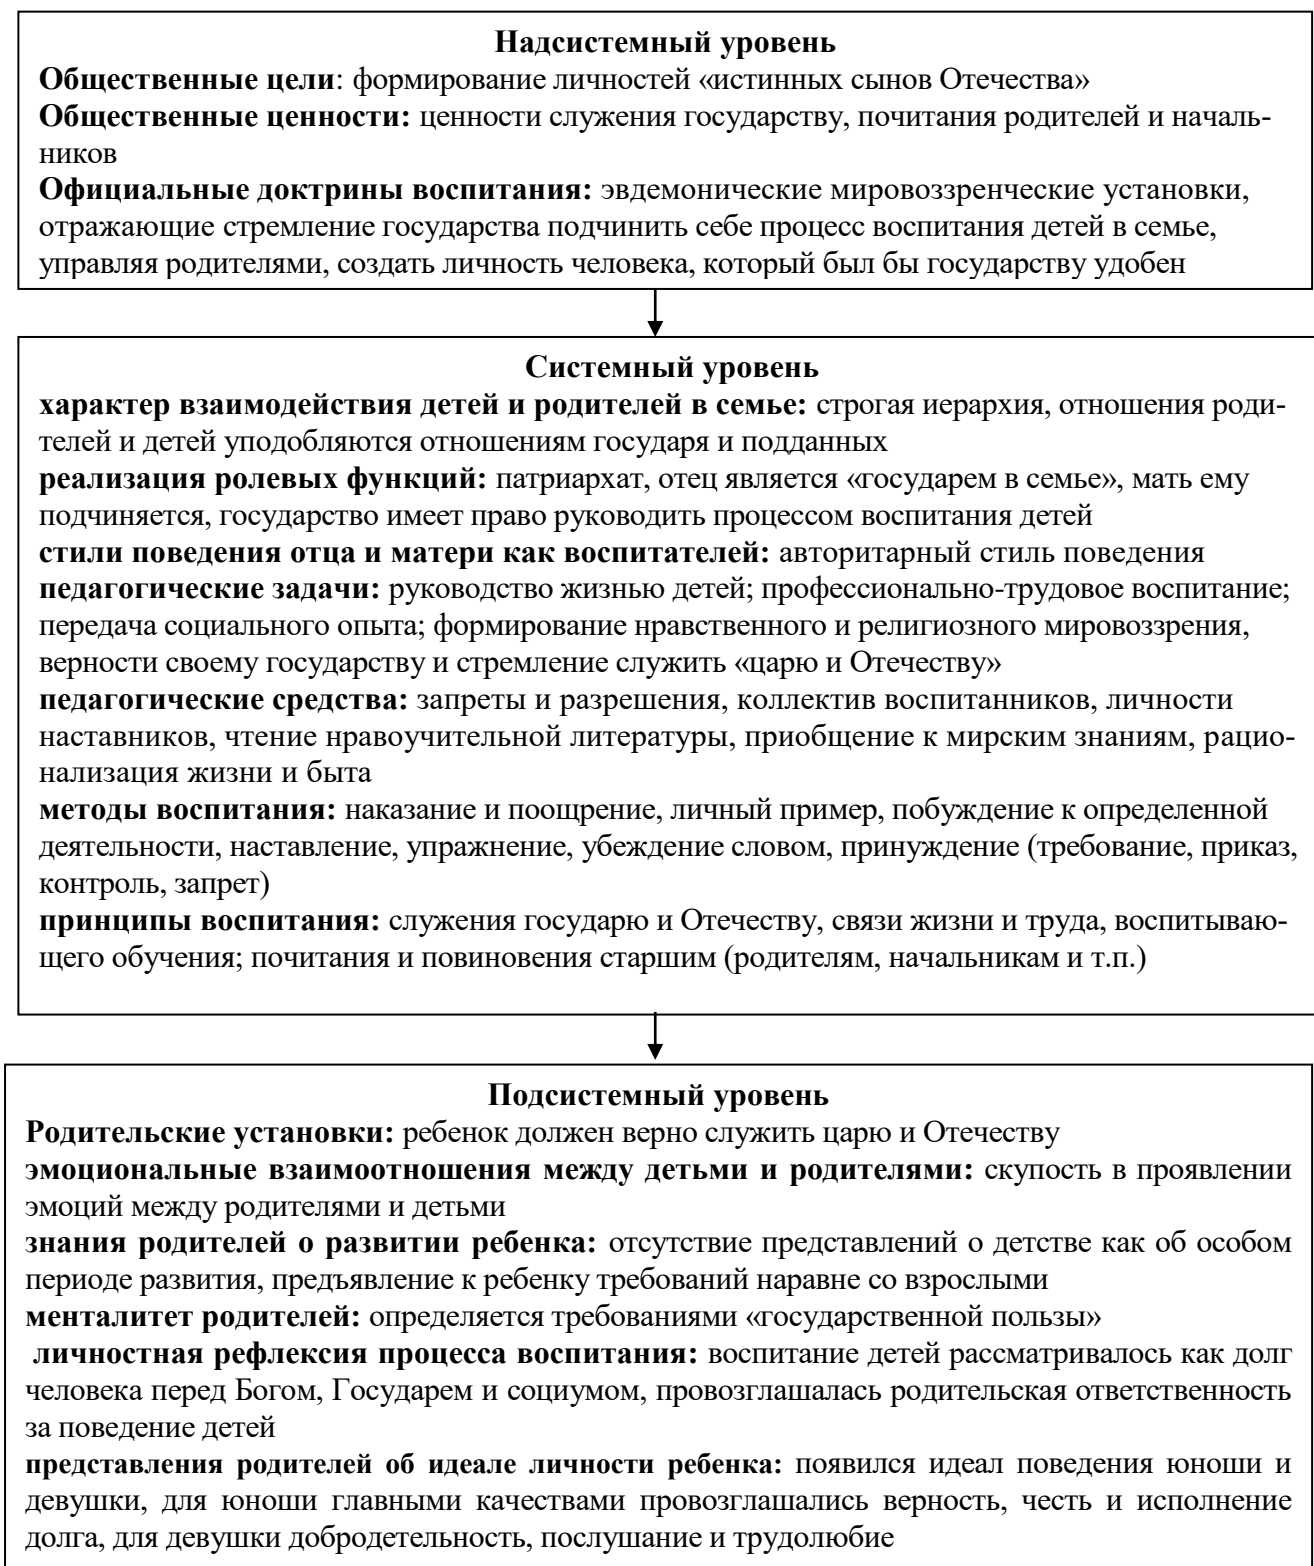 Надсистемный уровень
Общественные цели: формирование личностей «истинных сынов Отечества»
Общественные ценности: ценности служения государству, почитания родителей и началь-
ников
Официальные доктрины воспитания: эвдемонические мировоззренческие установки,
отражающие стремление государства подчинить себе процесс воспитания детей в семье,
управляя родителями, создать личность человека, который был бы государству удобен
Системный уровень
характер взаимодействия детей и родителей в семье: строгая иерархия, отношения роди-
телей и детей уподобляются отношениям государя и подданных
реализация ролевых функций: патриархат, отец является «государем в семье», мать ему
подчиняется, государство имеет право руководить процессом воспитания детей
стили поведения отца и матери как воспитателей: авторитарный стиль поведения
педагогические задачи: руководство жизнью детей; профессионально-трудовое воспитание;
передача социального опыта; формирование нравственного и религиозного мировоззрения,
верности своему государству и стремление служить «царю и Отечеству»
педагогические средства: запреты и разрешения, коллектив воспитанников, личности
наставников, чтение нравоучительной литературы, приобщение к мирским знаниям, рацио-
нализация жизни и быта
методы воспитания: наказание и поощрение, личный пример, побуждение к определенной
деятельности, наставление, упражнение, убеждение словом, принуждение (требование, приказ,
контроль, запрет)
принципы воспитания: служения государю и Отечеству, связи жизни и труда, воспитываю-
щего обучения; почитания и повиновения старшим (родителям, начальникам и т.п.)
Подсистемный уровень
Родительские установки: ребенок должен верно служить царю и Отечеству
эмоциональные взаимоотношения между детьми и родителями: скупость в проявлении
эмоций между родителями и детьми
знания родителей о развитии ребенка: отсутствие представлений о детстве как об особом
периоде развития, предъявление к ребенку требований наравне со взрослыми
менталитет родителей: определяется требованиями «государственной пользы»
личностная рефлексия процесса воспитания: воспитание детей рассматривалось как долг
человека перед Богом, Государем и социумом, провозглашалась родительская ответственность
за поведение детей
представления родителей об идеале личности ребенка: появился идеал поведения юноши и
девушки, для юноши главными качествами провозглашались верность, честь и исполнение
долга, для девушки добродетельность, послушание и трудолюбие